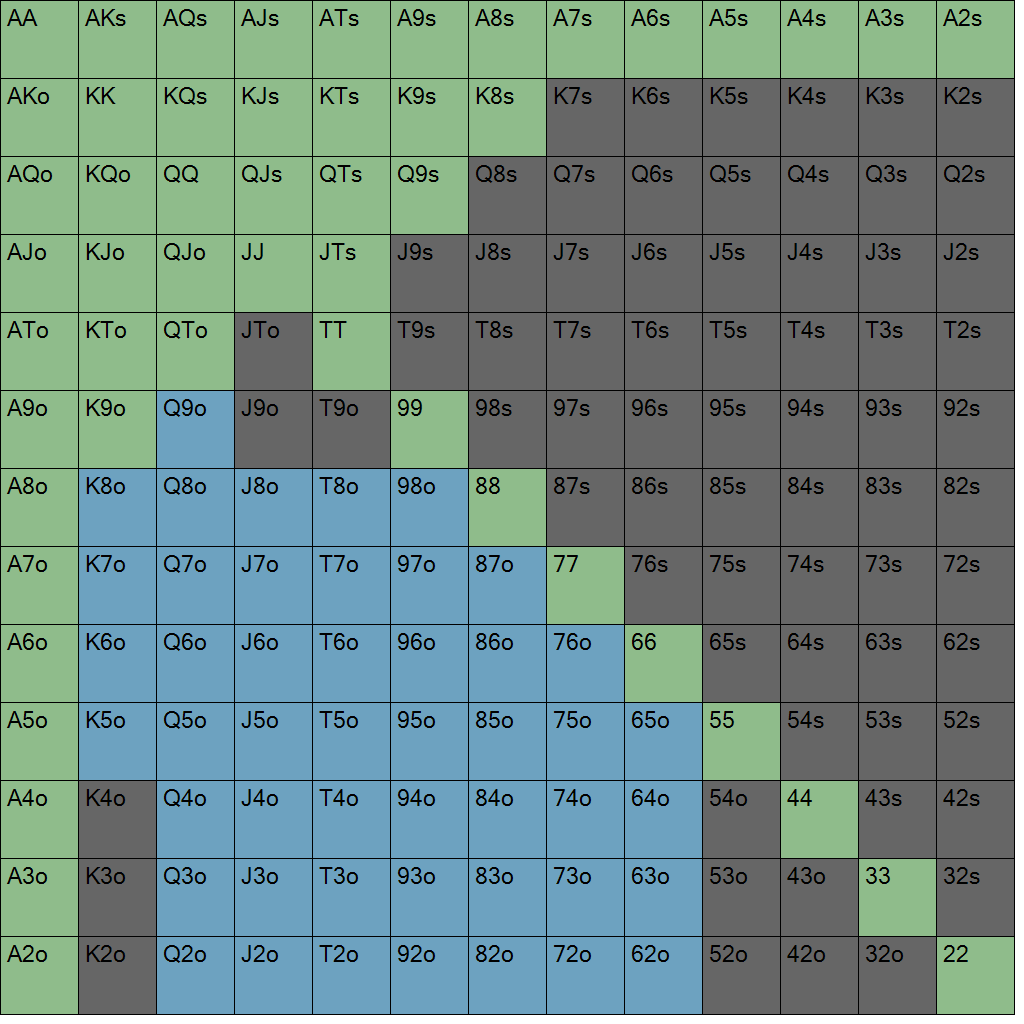 AA AKs AQs AJs ATs A9s A8s A7s A6s A5s A4s A3s A2s
AKo KK KQs KJs KTs K9s K8s K7s K6s K5s K4s K3s K2s
AQo KQo QQ QJs QTs Q9s Q8s Q7s Q6s Q5s Q4s Q3s Q2s
AJo KJo QJo JJ JTs J9s J8s J7s J6s J5s J4s J3s J2s
ATo KTo QTo JTo TT T9s T8s T7s T6s T5s T4s T3s T2s
A9o K9o Q9o J9o T9o 99 98s 97s 96s 95s 94s 93s 92s
A8o K8o Q8o J8o T8o 98o 88 87s 86s 85s 84s 83s 82s
A7o K7o Q7o J7o T7o 97o 87o 77 76s 75s 74s 73s 72s
A6o K6o Q6o J6o T6o 96o 86o 76o 66 65s 64s 63s 62s
A5o K5o Q5o J5o T5o 95o 85o 75o 65o 55 54s 53s 52s
A4o K4o Q4o J4o T4o 94o 84o 74o 64o 54o 44 43s 42s
A3o K3o Q3o J3o T3o 93o 83o 73o 63o 53o 43o 33 32s
A2o K2o Q2o J2o T2o 92o 82o 72o 62o 52o 42o 32o 22